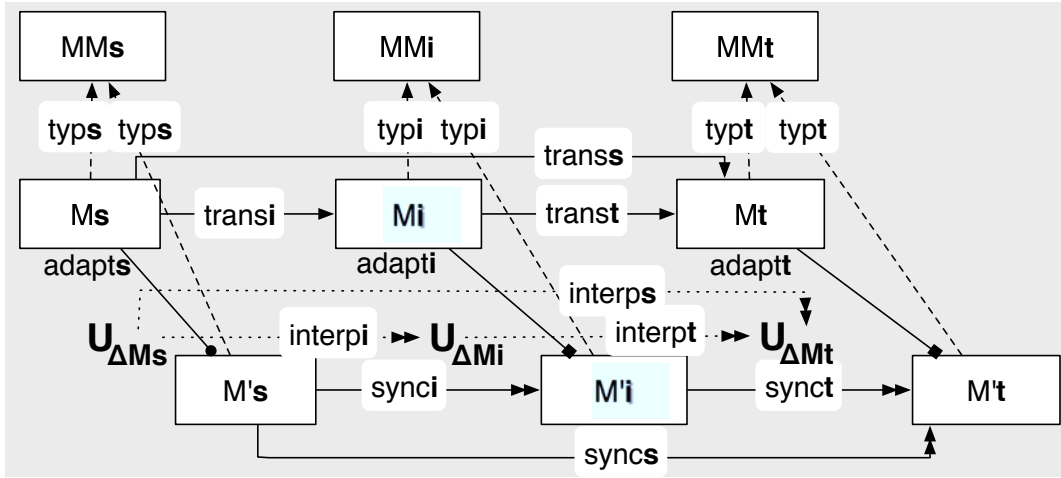 MMs MMi MMt
typs typs typi typi typt typt
transs
Ms transi Mi transt Mt
adapts adapti adaptt
interps
UΔMs interpi UΔMi interpt UΔMt
M's synci M'i synct M't
syncs